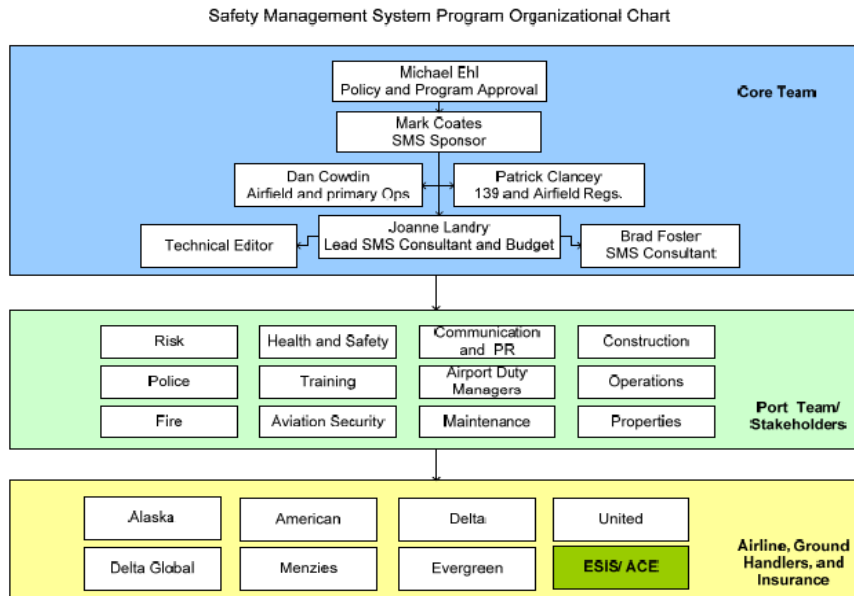 Safety Management System Program Organizational Chart
Michael Ehl
Policy and Program Approval
Core Team
Mark Coates
SMS Sponsor
Dan Cowdin
Airfield and primary Ops
Patrick Clancey
139 and Airfield Regs.
Technical Editor
Joanne Landry
Lead SMS Consultant and Budget
Brad Foster
SMS Consultant
Risk
Health and Safety
Communication
and PR
Construction
Police
Training
Airport Duty
Managers
Operations
Fire
Aviation Security
Maintenance
Properties
Port Team/
Stakeholders
Alaska
American
Delta
United
Delta Global
Menzies
Evergreen
ESIS/ ACE
Airline, Ground
Handlers, and
Insurance